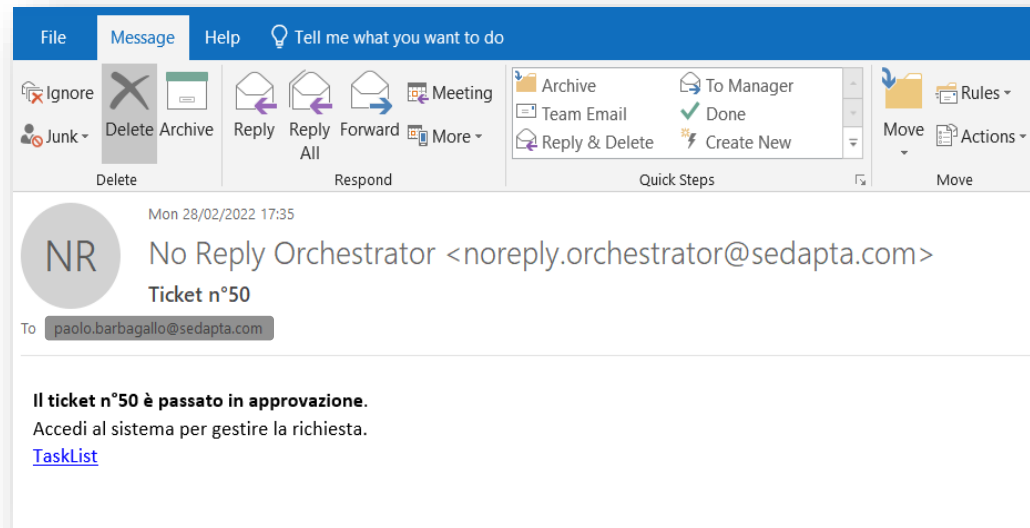 File Message Help Tell me what you want to do
Ignore
Junk
Delete Archive
Reply Reply All Forward
Meeting
More
Archive To Manager
Team Email Done
Reply & Delete Create New
Move
Rules
Actions
Delete Respond Quick Steps Move
Mon 28/02/2022 17:35
NR
No Reply Orchestrator <noreply.orchestrator@sedapta.com>
Ticket n°50
To paolo.barbagallo@sedapta.com
Il ticket n°50 è passato in approvazione.
Accedi al sistema per gestire la richiesta.
TaskList